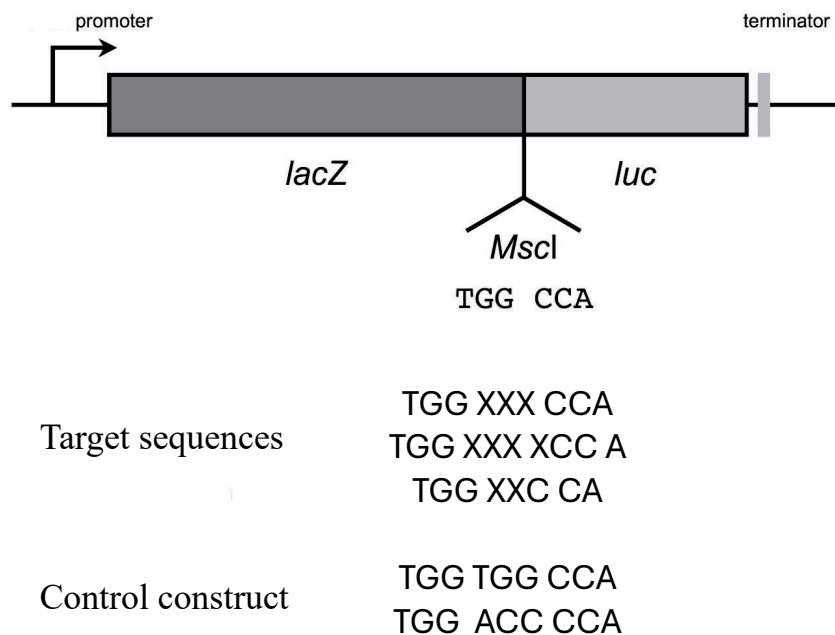 promoter
terminator
lacZ
luc
MscI
TGG CCA
Target sequences
TGG XXX CCA
TGG XXX XCC A
TGG XXC CA
Control construct
TGG TGG CCA
TGG ACC CCA